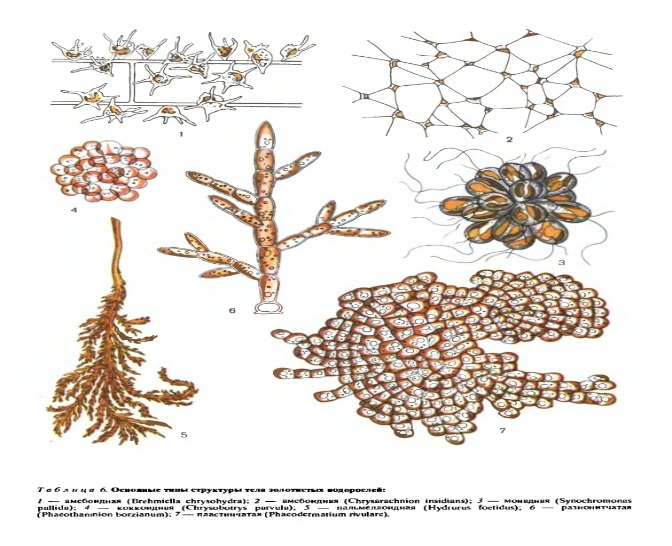 1
2
4
3
6
5
7
Таблица 6. Основные типы структуры тела золотистых водорослей:
1 — амебоидная (Brehmiella chrysohydra); 2 — амебоидная (Chrysarachnion insidians); 3 — монадная (Synochromonas
pallida); 4 — коккоидная (Chrysobotrys parvula); 5 — пальмеллоидная (Hydrurus foetidus); 6 — разнонитчатая
(Phaeothamnion borzianum); 7 — пластинчатая (Phaeodermatium rivulare).